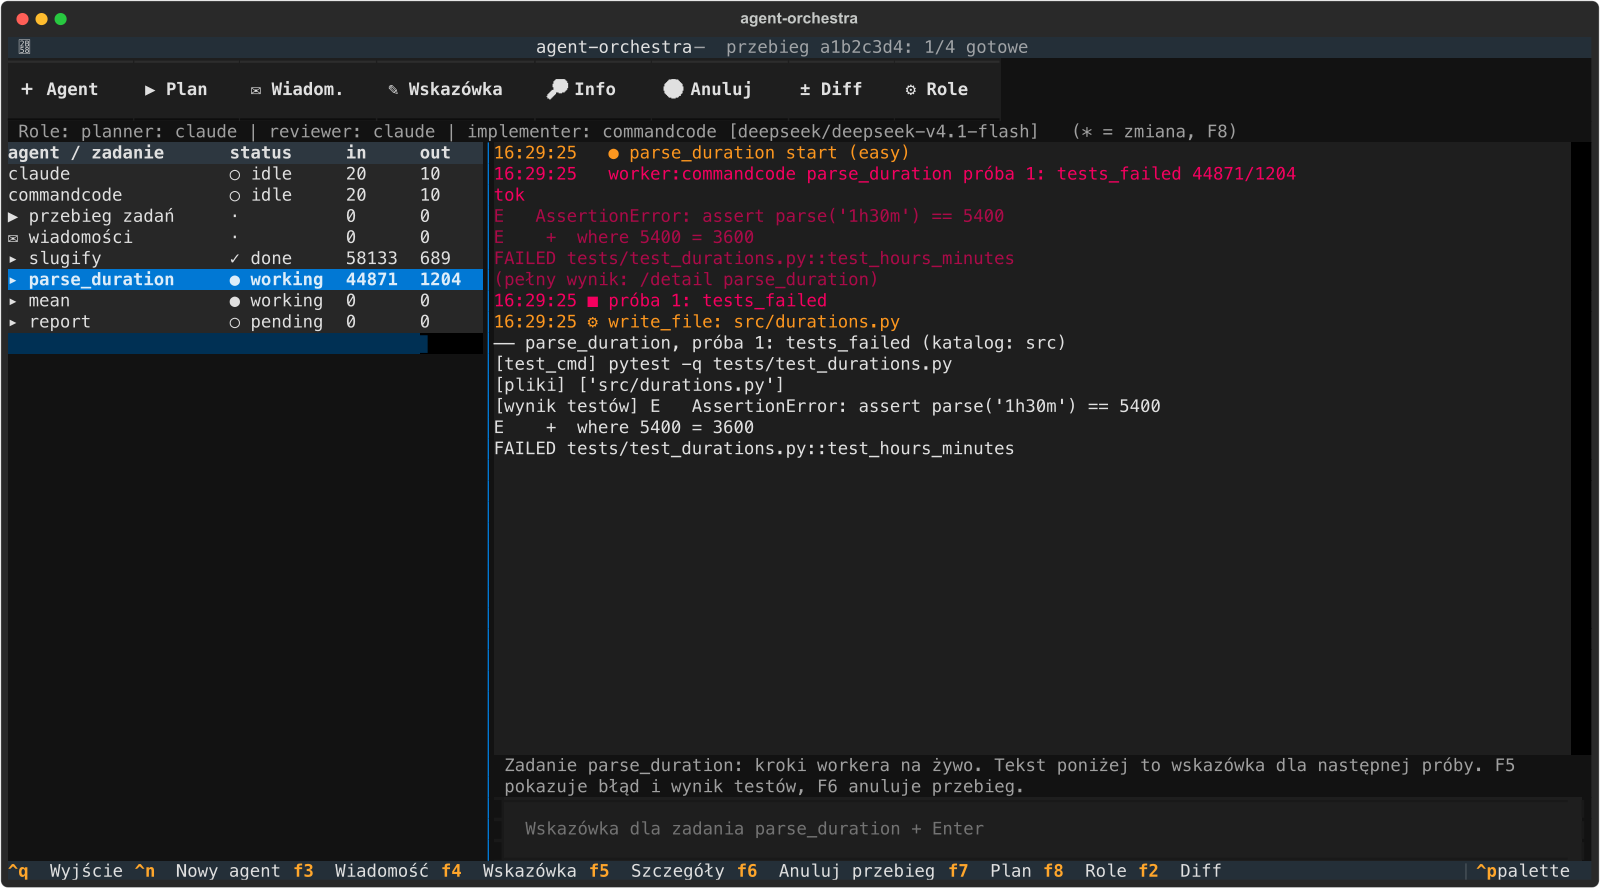 agent-orchestra
agent-orchestra— przebieg a1b2c3d4: 1/4 gotowe
+ Agent ▶ Plan ✉ Wiadom. ✎ Wskazówka 🔎 Info ⬤ Anuluj ± Diff ⚙ Role
Role: planner: claude | reviewer: claude | implementer: commandcode [deepseek/deepseek-v4.1-flash] (* = zmiana, F8)
agent / zadanie status in out
claude ○ idle 20 10
commandcode ○ idle 20 10
▶ przebieg zadań · 0 0
✉ wiadomości · 0 0
▸ slugify ✓ done 58133 689
▸ parse_duration ● working 44871 1204
▸ mean ● working 0 0
▸ report ○ pending 0 0
16:29:25 ● parse_duration start (easy)
16:29:25 worker:commandcode parse_duration próba 1: tests_failed 44871/1204
tok
E AssertionError: assert parse('1h30m') == 5400
E + where 5400 = 3600
FAILED tests/test_durations.py::test_hours_minutes
(pełny wynik: /detail parse_duration)
16:29:25 ■ próba 1: tests_failed
16:29:25 ⚙ write_file: src/durations.py
── parse_duration, próba 1: tests_failed (katalog: src)
[test_cmd] pytest -q tests/test_durations.py
[pliki] ['src/durations.py']
[wynik testów] E AssertionError: assert parse('1h30m') == 5400
E + where 5400 = 3600
FAILED tests/test_durations.py::test_hours_minutes
Zadanie parse_duration: kroki workera na żywo. Tekst poniżej to wskazówka dla następnej próby. F5
pokazuje błąd i wynik testów, F6 anuluje przebieg.
Wskazówka dla zadania parse_duration + Enter
^q Wyjście ^n Nowy agent f3 Wiadomość f4 Wskazówka f5 Szczegóły f6 Anuluj przebieg f7 Plan f8 Role f2 Diff ^ppalette